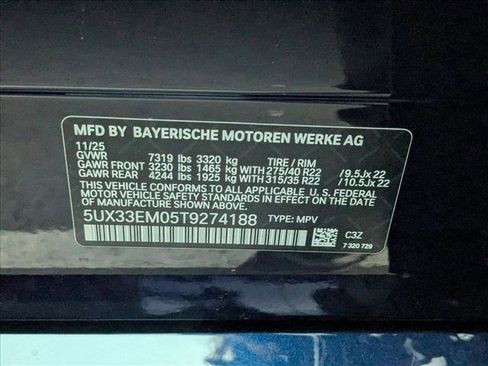 MFD BY BAYERISCHE MOTOREN WERKE AG
11/25
GVWR 7319 lbs 3320 kg TIRE / RIM
GAWR FRONT 3230 lbs 1465 kg WITH 275/40 R22 /9.5Jx 22
GAWR REAR 4244 lbs 1925 kg WITH 315/35 R22 /10.5Jx 22
THIS VEHICLE CONFORMS TO ALL APPLICABLE U. S. FEDERAL
MOTOR VEHICLE SAFETY AND THEFT PREVENTION STANDARDS
IN EFFECT ON THE DATE OF MANUFACTURE SHOWN ABOVE.
5UX33EM05T9274188 TYPE: MPV
C3Z
7 320 729